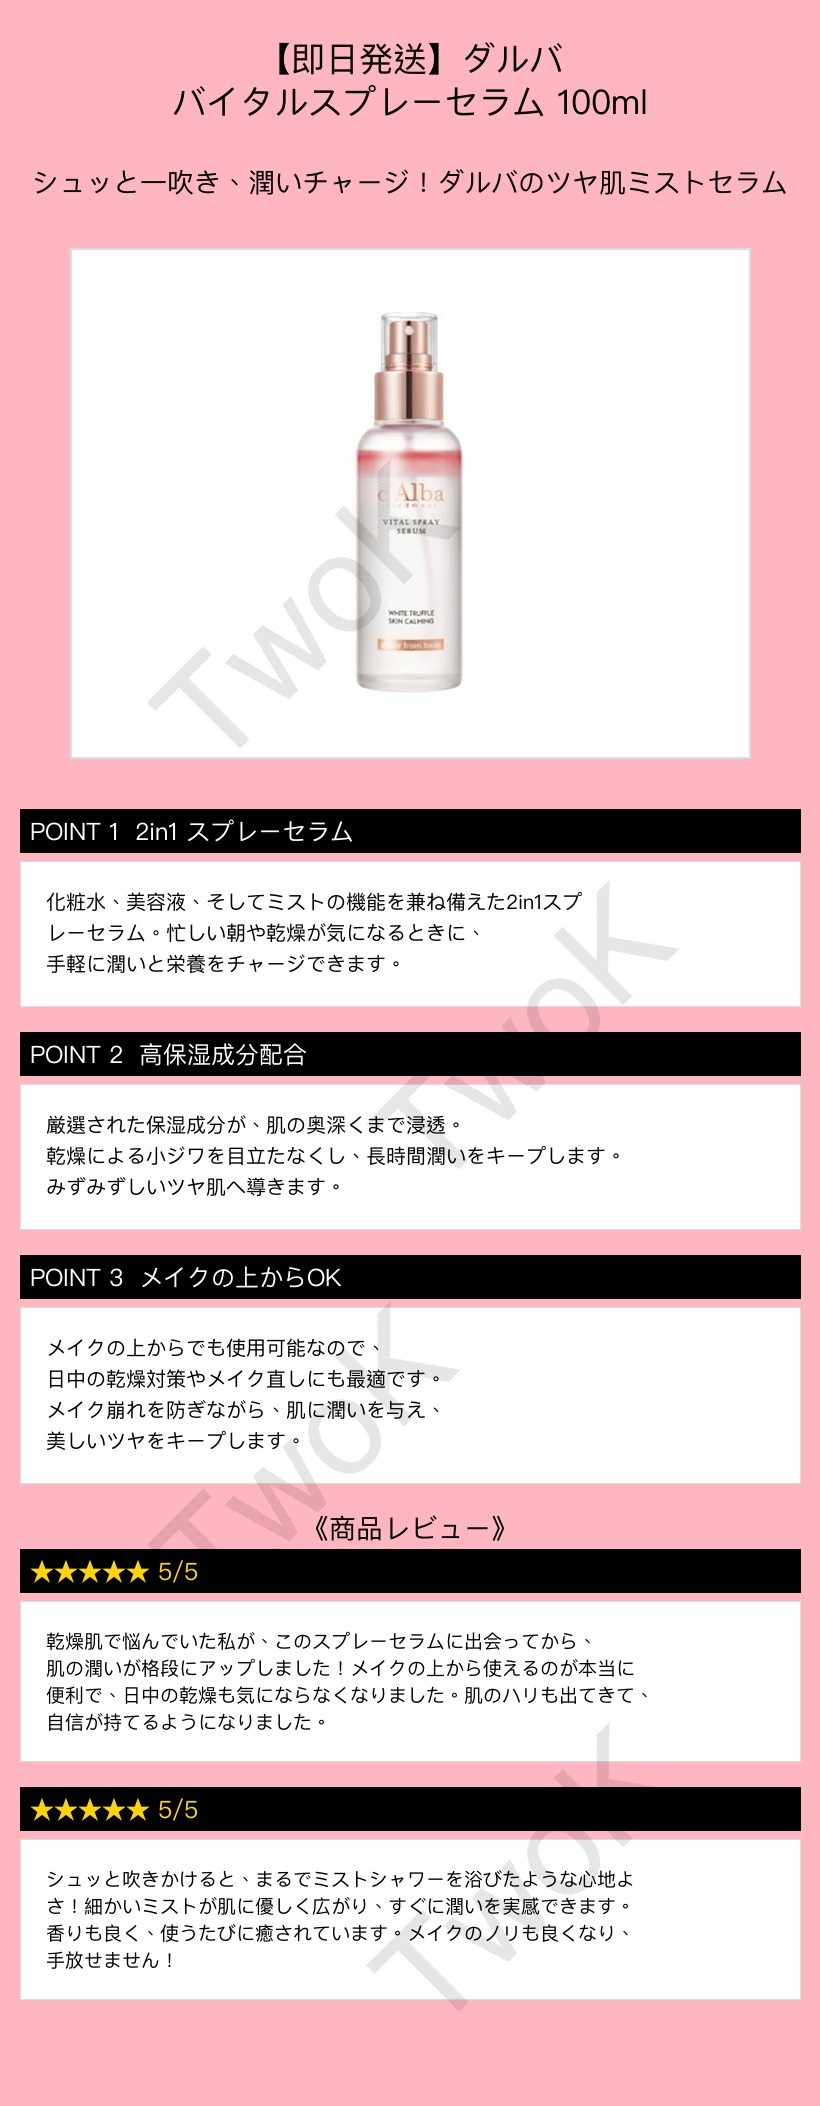 【即日発送】ダルバ
バイタルスプレーセラム 100ml
シュッと一吹き、潤いチャージ！ダルバのツヤ肌ミストセラム
d'Alba
VITAL SPRAY
SERUM
WHITE TRUFFLE
SKIN CALMING
TwoK
POINT 1 2in1 スプレーセラム
化粧水、美容液、そしてミストの機能を兼ね備えた2in1スプ
レーセラム。忙しい朝や乾燥が気になるときに、
手軽に潤いと栄養をチャージできます。
TwoK
POINT 2 高保湿成分配合
厳選された保湿成分が、肌の奥深くまで浸透。
乾燥による小ジワを目立たなくし、長時間潤いをキープします。
みずみずしいツヤ肌へ導きます。
POINT 3 メイクの上からOK
メイクの上からでも使用可能なので、
日中の乾燥対策やメイク直しにも最適です。
メイク崩れを防ぎながら、肌に潤いを与え、
美しいツヤをキープします。
TwoK
《商品レビュー》
★★★★★ 5/5
乾燥肌で悩んでいた私が、このスプレーセラムに出会ってから、
肌の潤いが格段にアップしました！メイクの上から使えるのが本当に
便利で、日中の乾燥も気にならなくなりました。肌のハリも出てきて、
自信が持てるようになりました。
★★★★★ 5/5
シュッと吹きかけると、まるでミストシャワーを浴びたような心地よ
さ！細かいミストが肌に優しく広がり、すぐに潤いを実感できます。
香りも良く、使うたびに癒されています。メイクのノリも良くなり、
手放せません！
TwoK